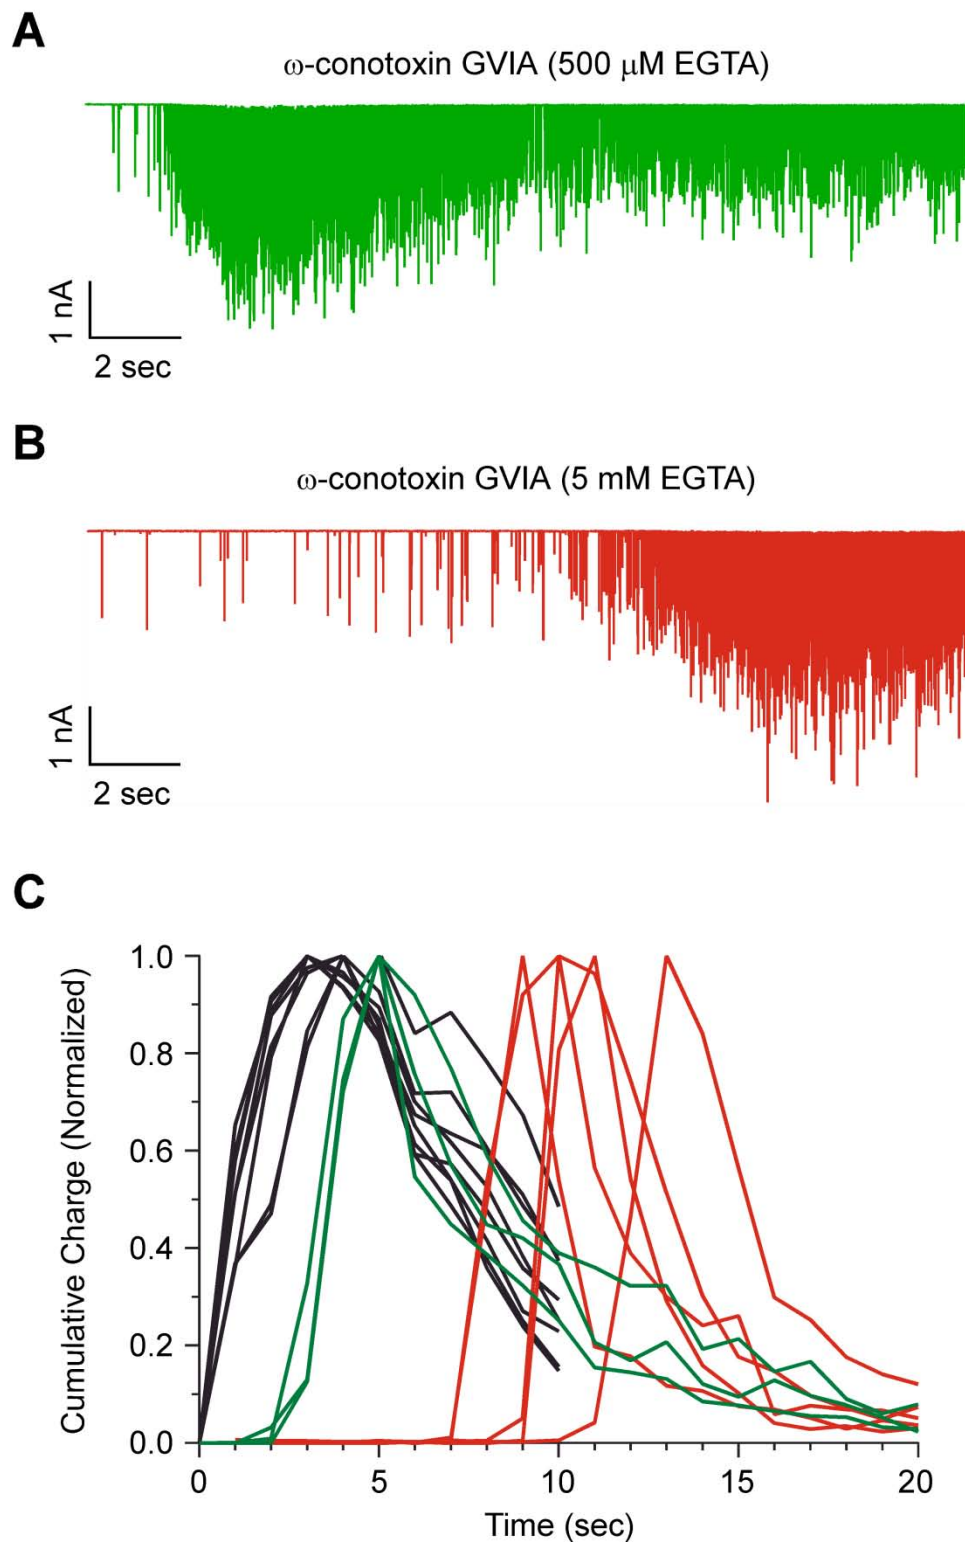 A
ω-conotoxin GVIA (500 μM EGTA)
1 nA
2 sec
B
ω-conotoxin GVIA (5 mM EGTA)
1 nA
2 sec
C
Cumulative Charge (Normalized)
1.0
0.8
0.6
0.4
0.2
0.0
0 5 10 15 20
Time (sec)